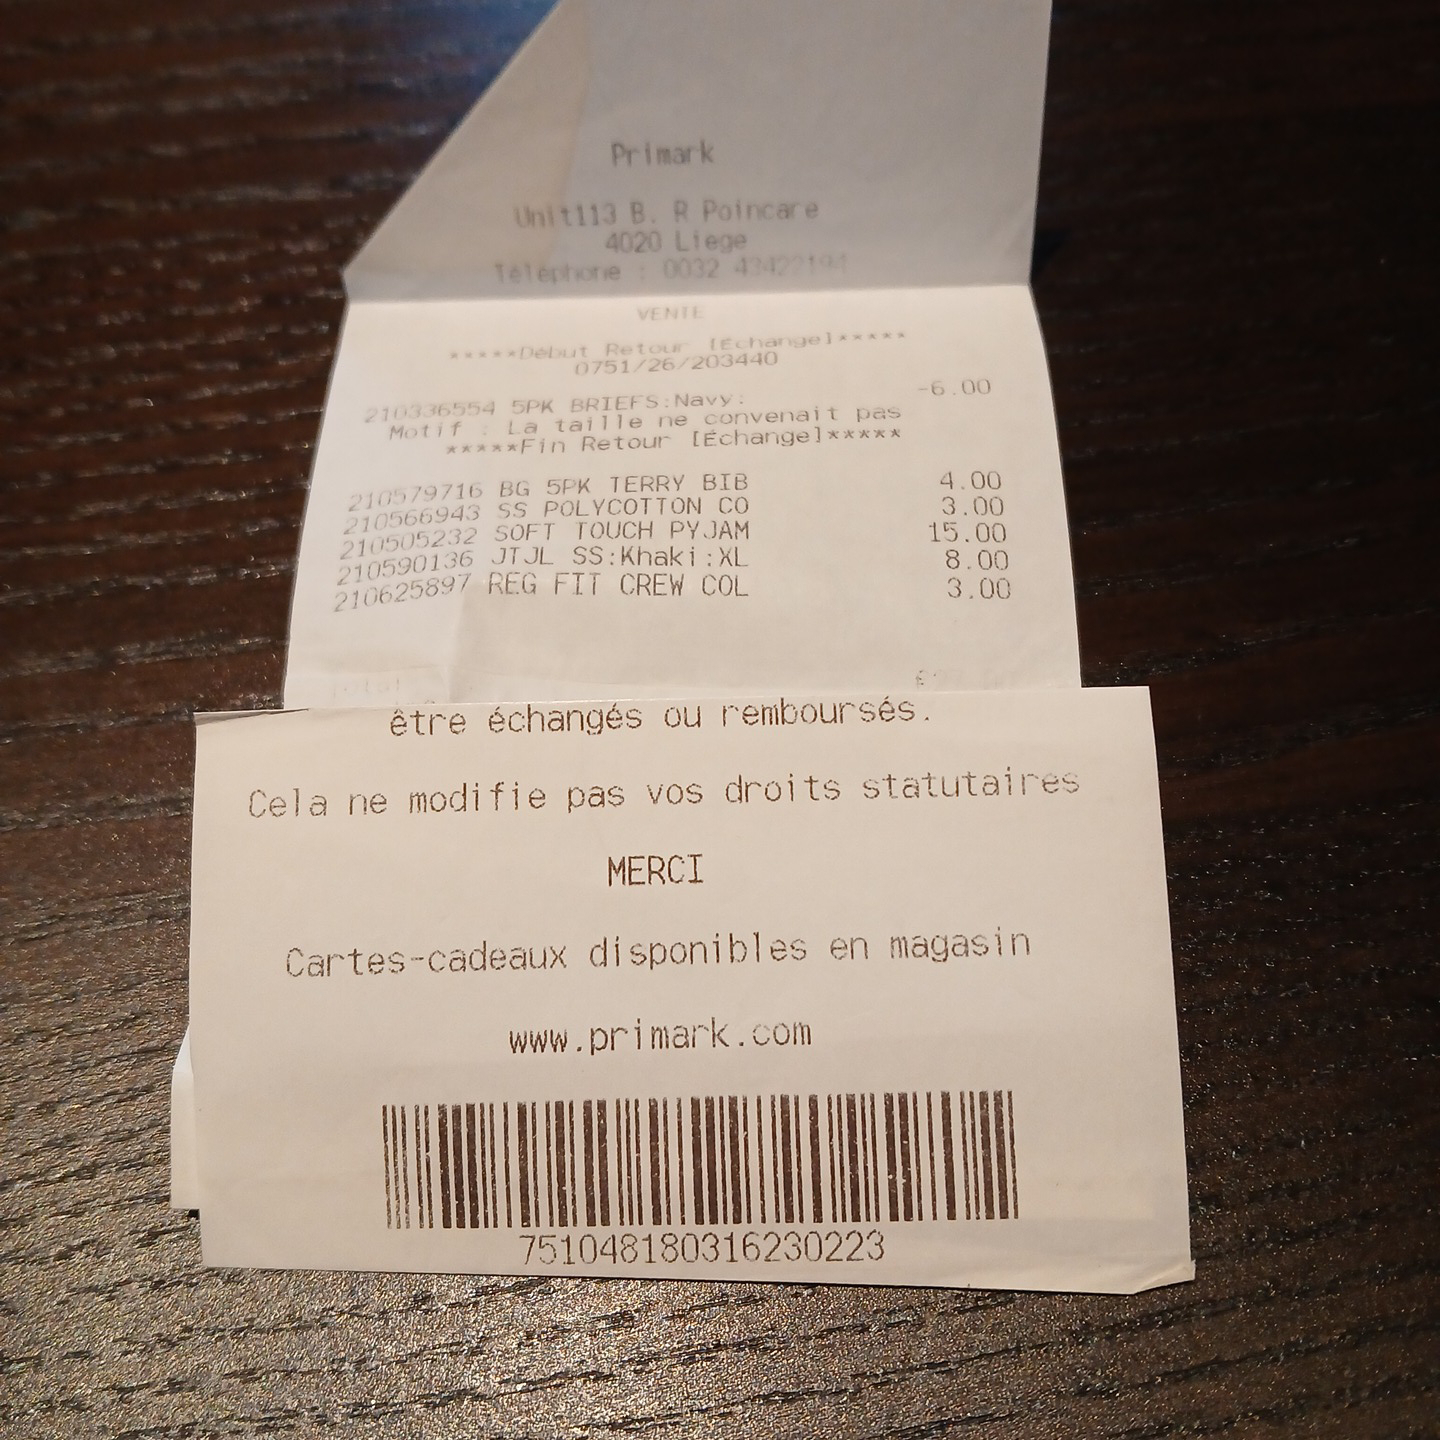 Primark
Unit113 B. R Poincare
4020 Liege
Téléphone : 0032 43422194
VENTE
*****Début Retour [Échange]*****
0751/26/203440
210336554 5PK BRIEFS:Navy: -6.00
Motif : La taille ne convenait pas
*****Fin Retour [Échange]*****
210579716 BG 5PK TERRY BIB 4.00
210566943 SS POLYCOTTON CO 3.00
210505232 SOFT TOUCH PYJAM 15.00
210590136 JTJL SS:Khaki:XL 8.00
210625897 REG FIT CREW COL 3.00
Total
être échangés ou remboursés.
Cela ne modifie pas vos droits statutaires
MERCI
Cartes-cadeaux disponibles en magasin
www.primark.com
751048180316230223